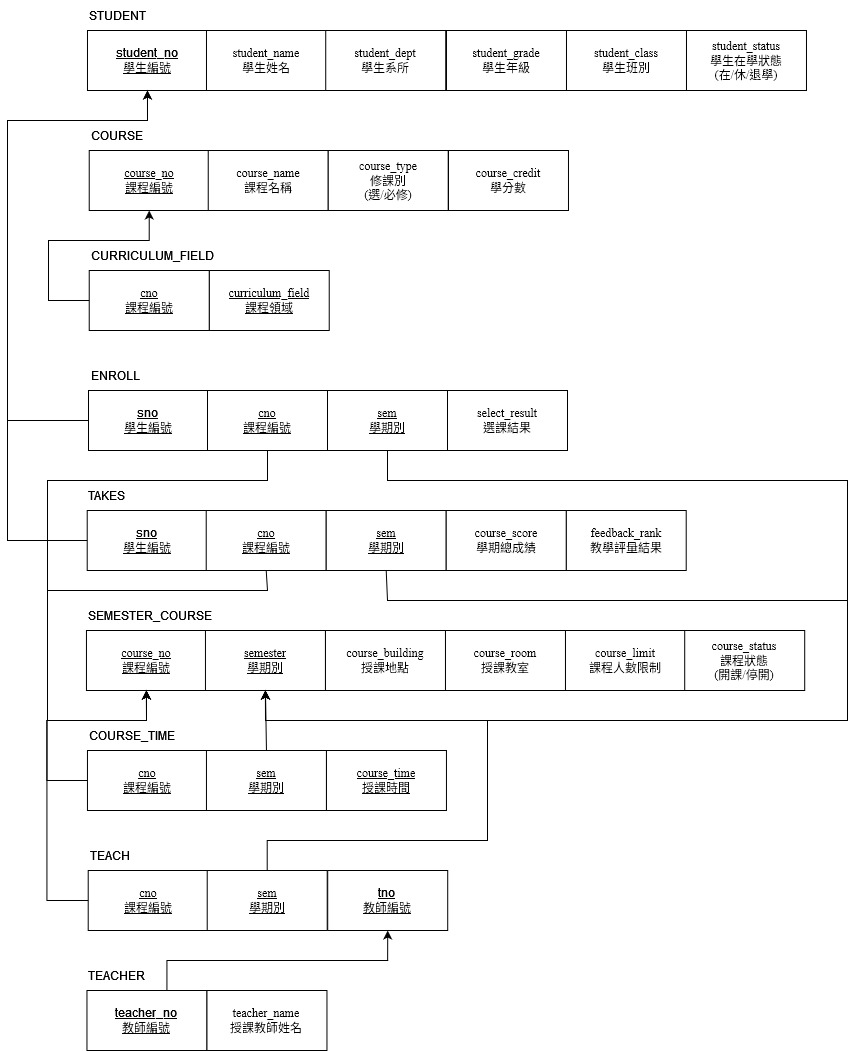 STUDENT
student_no student_name student_dept student_grade student_class student_status
學生編號 學生姓名 學生系所 學生年級 學生班別 學生在學狀態
(在/休/退學)
COURSE
course_no course_name course_type course_credit
課程編號 課程名稱 修課別 學分數
(選/必修)
CURRICULUM_FIELD
cno curriculum_field
課程編號 課程領域
ENROLL
sno cno sem select_result
學生編號 課程編號 學期別 選課結果
TAKES
sno cno sem course_score feedback_rank
學生編號 課程編號 學期別 學期總成績 教學評量結果
SEMESTER_COURSE
course_no semester course_building course_room course_limit course_status
課程編號 學期別 授課地點 授課教室 課程人數限制 課程狀態
(開課/停開)
COURSE_TIME
cno sem course_time
課程編號 學期別 授課時間
TEACH
cno sem tno
課程編號 學期別 教師編號
TEACHER
teacher_no teacher_name
教師編號 授課教師姓名